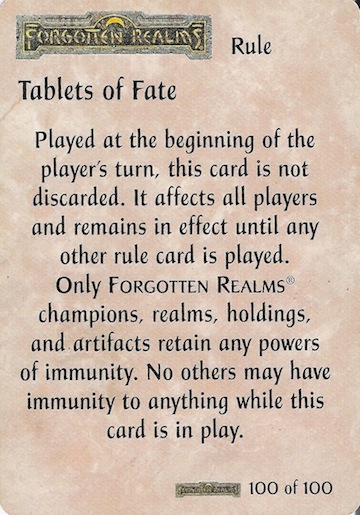 FORGOTTEN REALMS
Rule
Tablets of Fate
Played at the beginning of the
player's turn, this card is not
discarded. It affects all players
and remains in effect until any
other rule card is played.
Only FORGOTTEN REALMS®
champions, realms, holdings,
and artifacts retain any powers
of immunity. No others may have
immunity to anything while this
card is in play.
FORGOTTEN REALMS 100 of 100